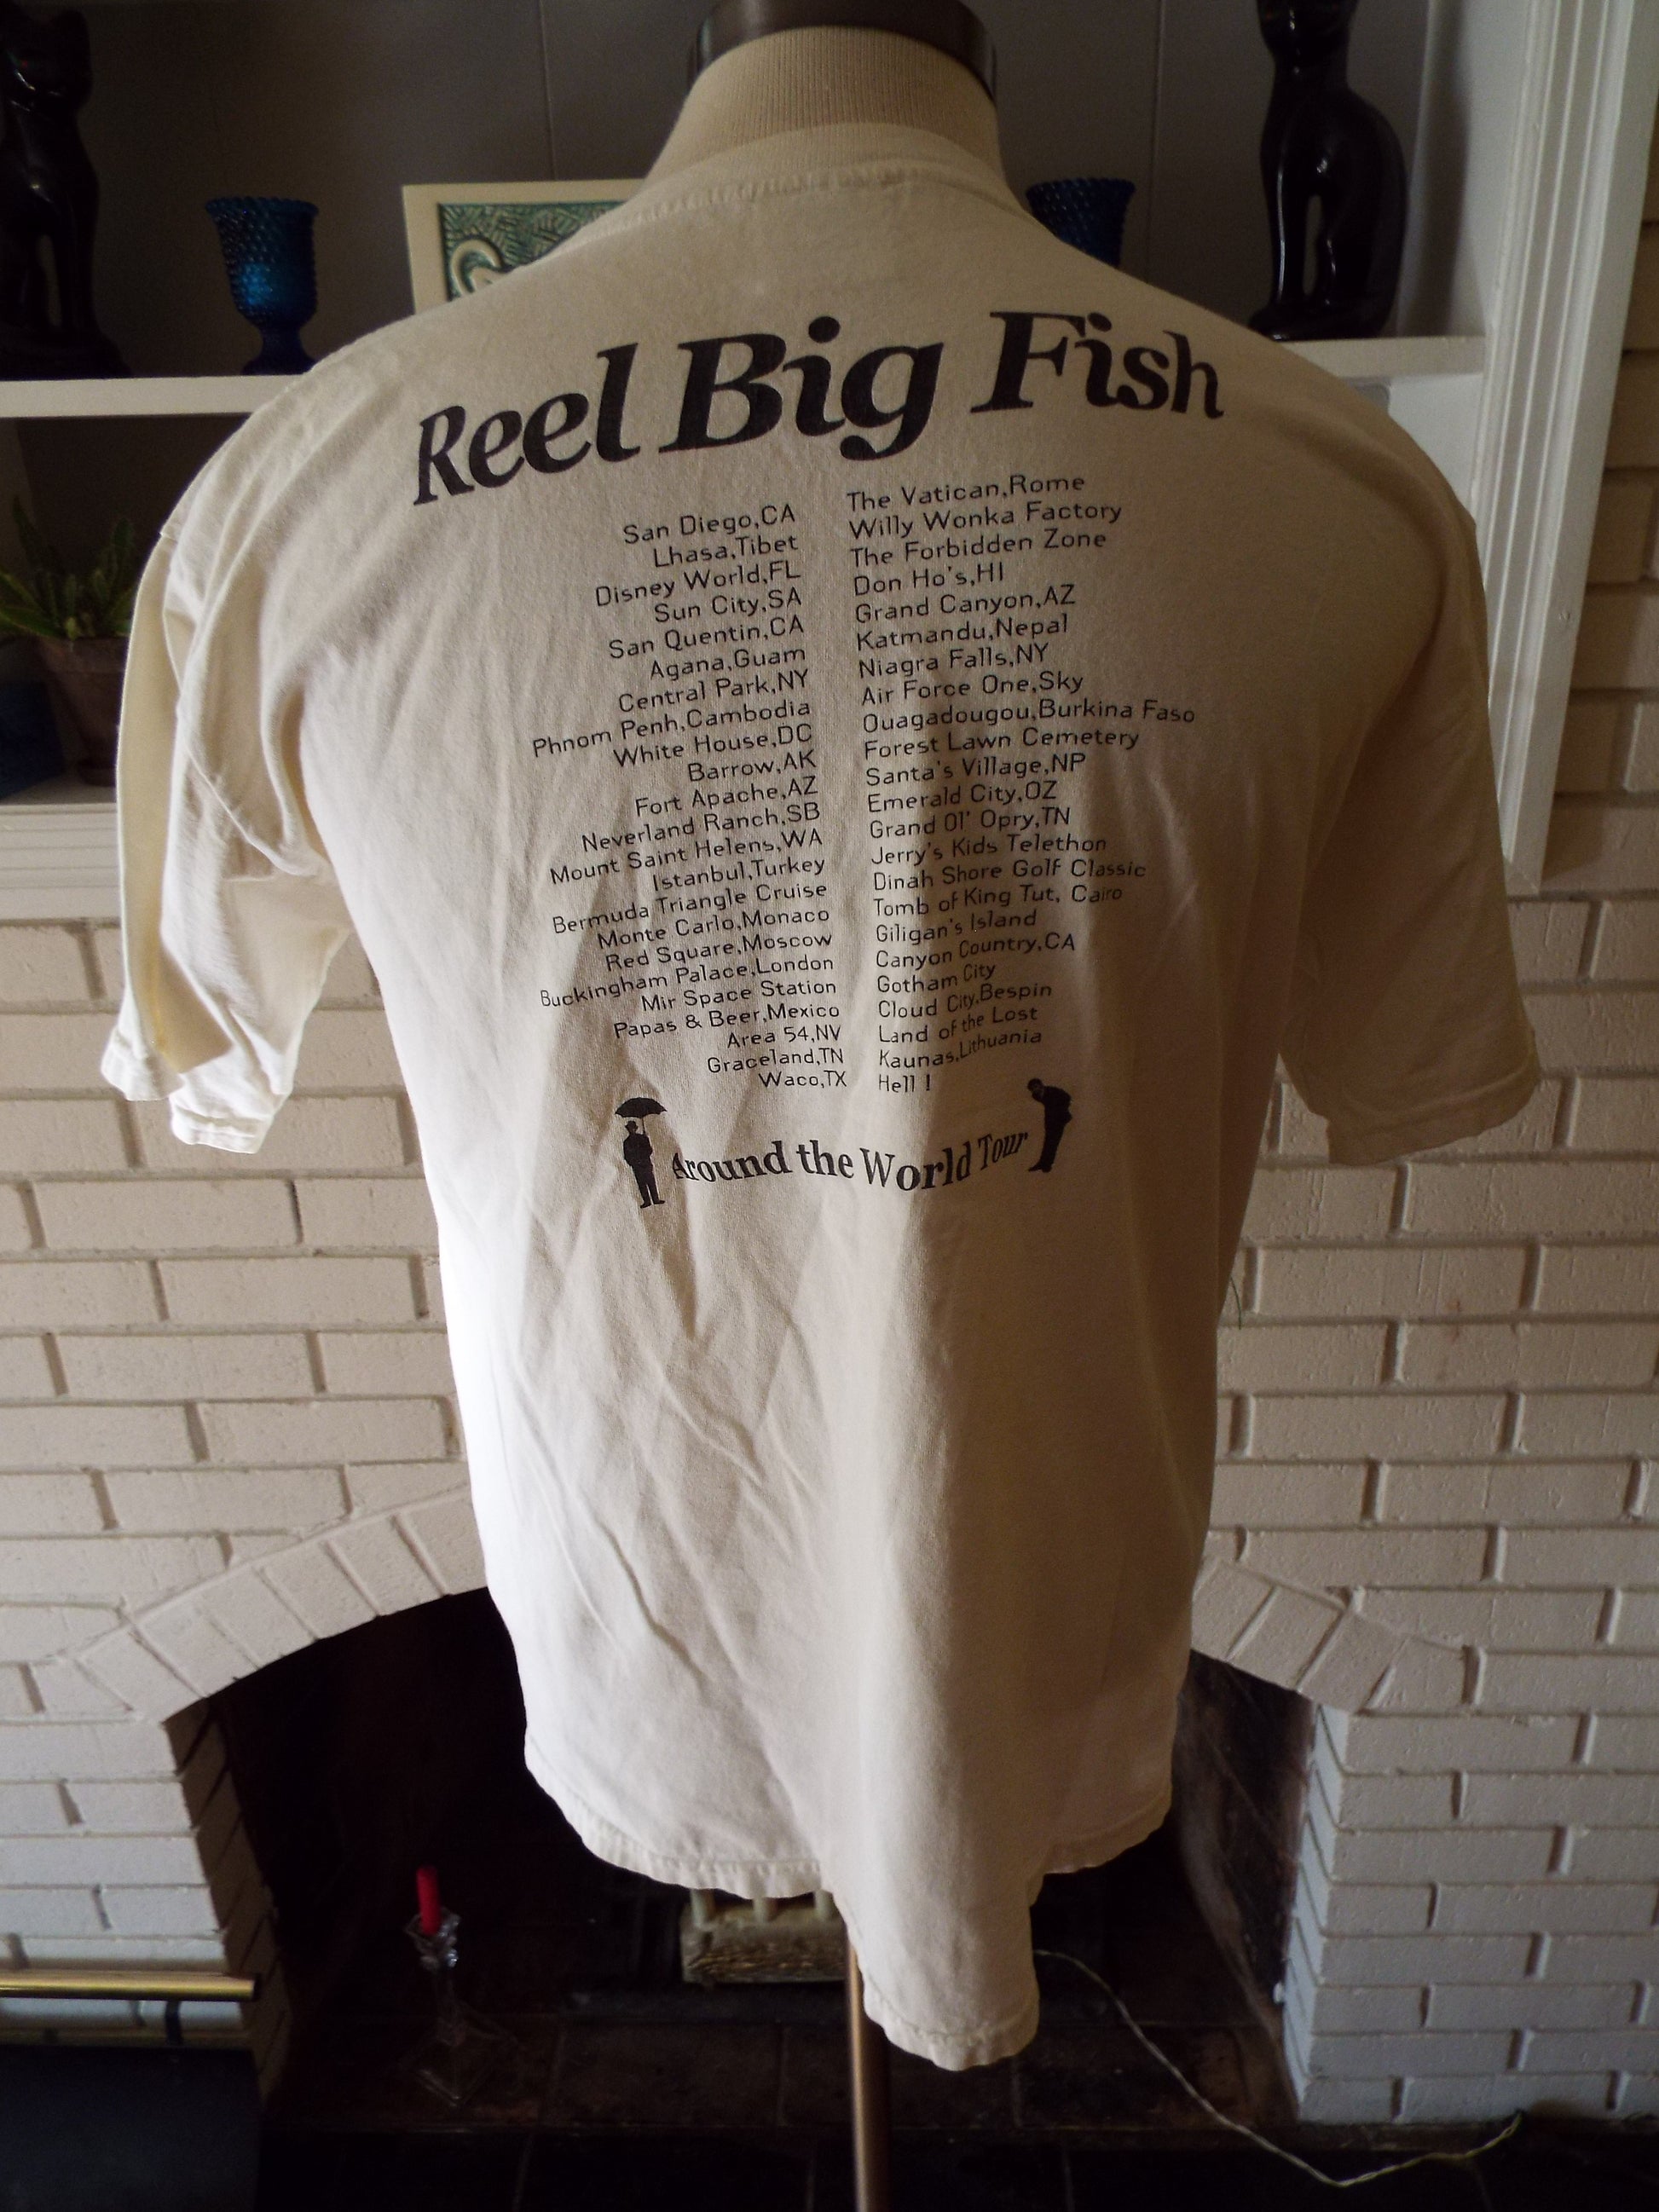 Reel Big Fish
San Diego,CA
Lhasa,Tibet
Disney World,FL
Sun City,SA
San Quentin,CA
Agana,Guam
Central Park,NY
Phnom Penh,Cambodia
White House,DC
Barrow,AK
Fort Apache,AZ
Neverland Ranch,SB
Mount Saint Helens,WA
Istanbul,Turkey
Bermuda Triangle Cruise
Monte Carlo,Monaco
Red Square,Moscow
Buckingham Palace,London
Mir Space Station
Papas & Beer,Mexico
Area 54,NV
Graceland,TN
Waco,TX
The Vatican,Rome
Willy Wonka Factory
The Forbidden Zone
Don Ho's,HI
Grand Canyon,AZ
Katmandu,Nepal
Niagra Falls,NY
Air Force One,Sky
Ouagadougou,Burkina Faso
Forest Lawn Cemetery
Santa's Village,NP
Emerald City,OZ
Grand Ol' Opry,TN
Jerry's Kids Telethon
Dinah Shore Golf Classic
Tomb of King Tut, Cairo
Giligan's Island
Canyon Country,CA
Gotham City
Cloud City,Bespin
Land of the Lost
Kaunas,Lithuania
Hell !
Around the World Tour